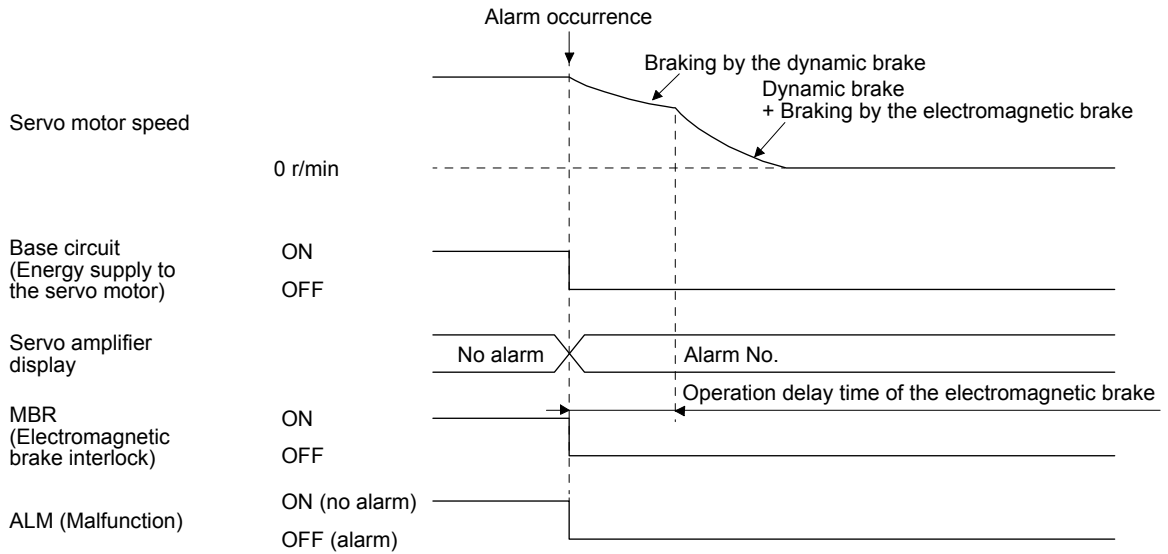 Alarm occurrence
Braking by the dynamic brake
Dynamic brake
+ Braking by the electromagnetic brake
Servo motor speed
0 r/min
Base circuit
(Energy supply to
the servo motor)
ON
OFF
Servo amplifier
display
No alarm
Alarm No.
Operation delay time of the electromagnetic brake
MBR
(Electromagnetic
brake interlock)
ON
OFF
ALM (Malfunction)
ON (no alarm)
OFF (alarm)